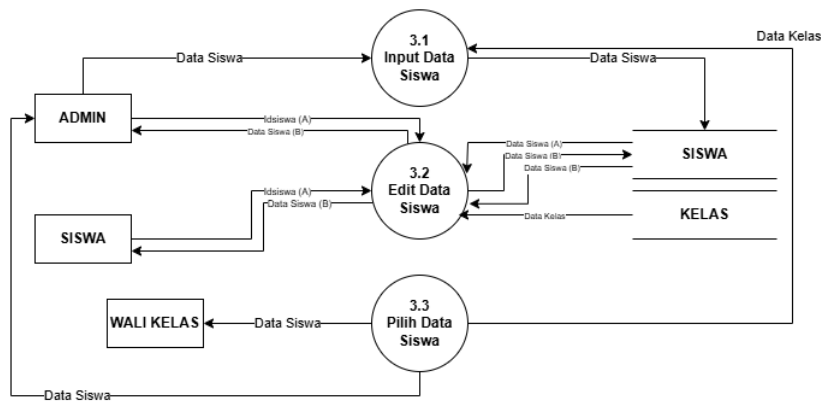 3.1
Input Data
Siswa
Data Kelas
Data Siswa
Data Siswa
ADMIN
Idsiswa (A)
Data Siswa (B)
3.2
Edit Data
Siswa
Data Siswa (A)
Data Siswa (B)
Data Siswa (B)
SISWA
Idsiswa (A)
Data Siswa (B)
SISWA
Data Kelas
KELAS
3.3
Pilih Data
Siswa
WALI KELAS
Data Siswa
Data Siswa